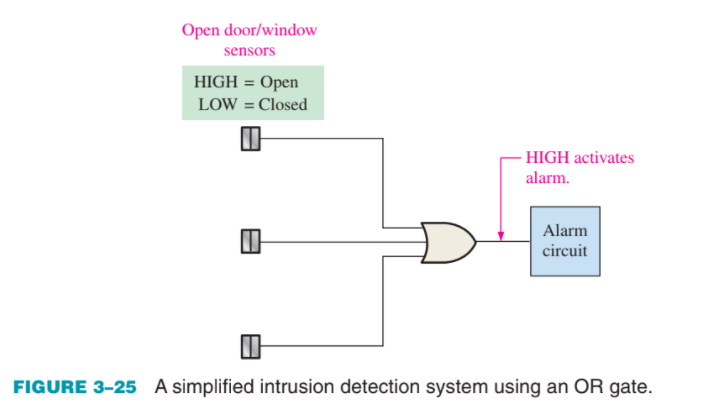 Open door/window
sensors
HIGH = Open
LOW = Closed
HIGH activates
alarm.
Alarm
circuit
FIGURE 3–25 A simplified intrusion detection system using an OR gate.